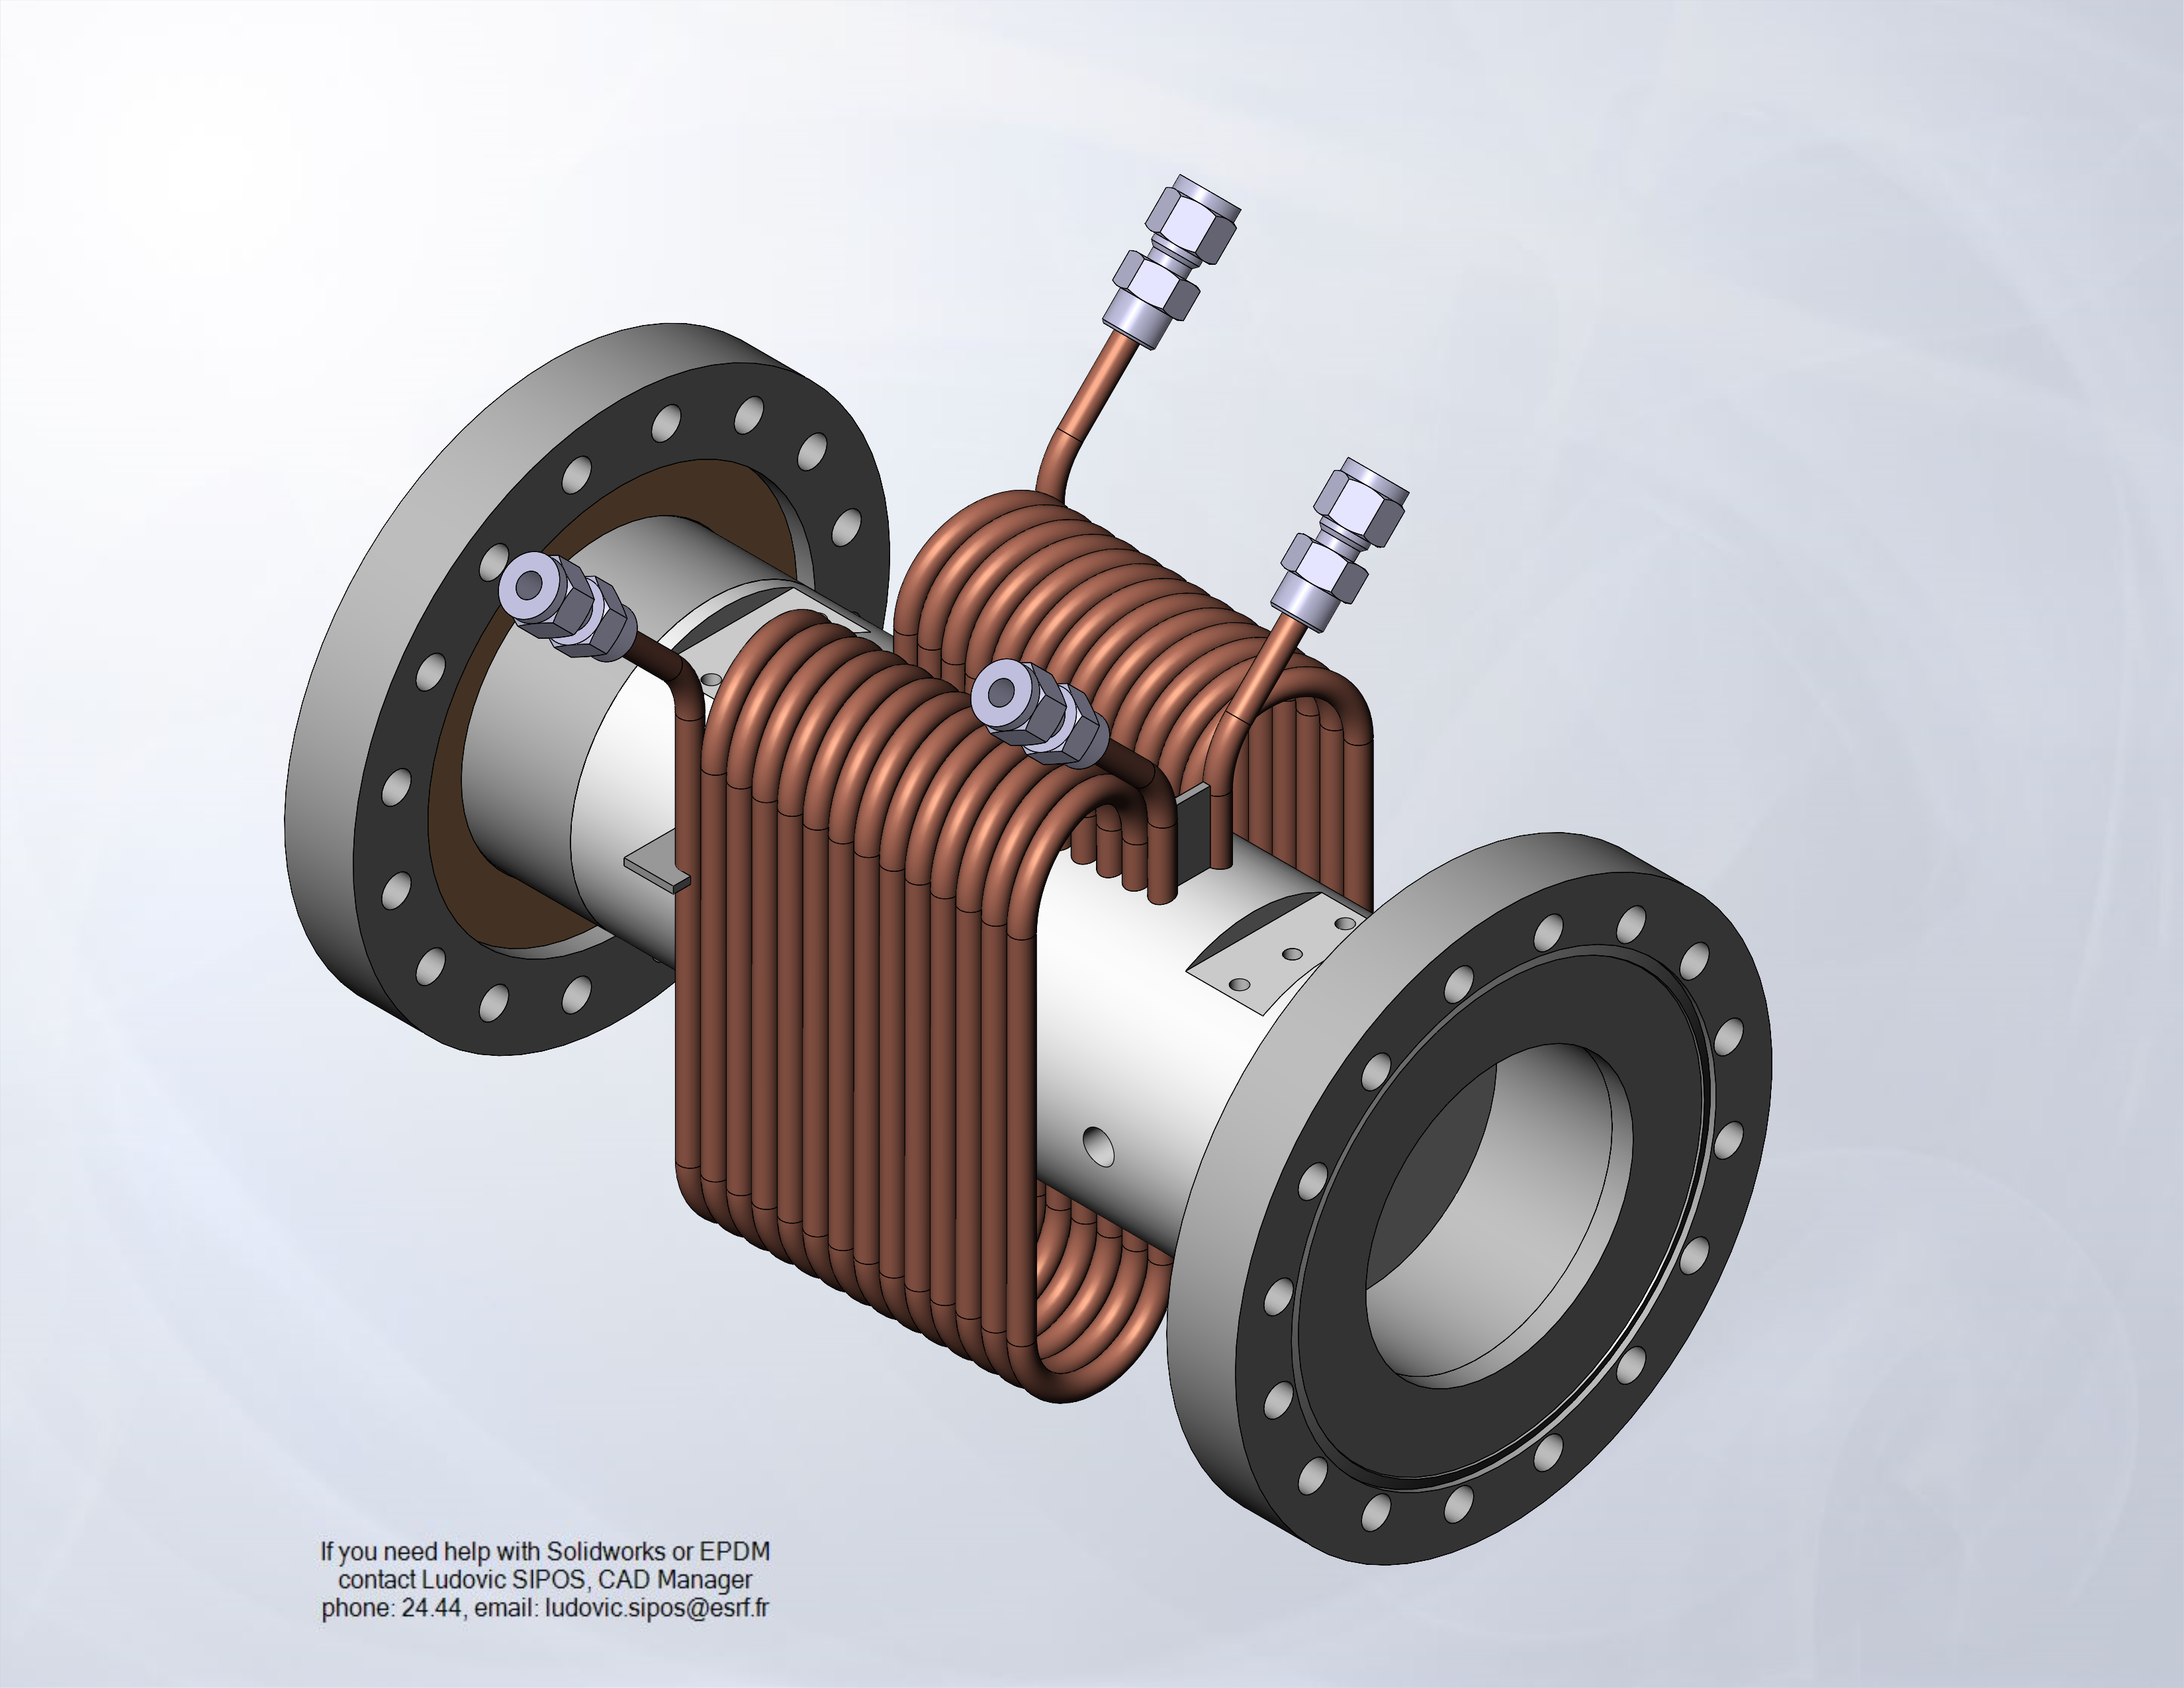 If you need help with Solidworks or EPDM
contact Ludovic SIPOS, CAD Manager
phone: 24.44, email: ludovic.sipos@esrf.fr